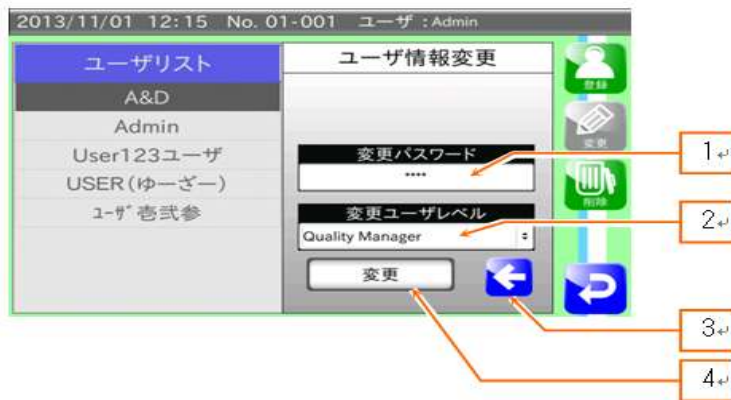 2013/11/01 12:15 No. 01-001 ユーザ :Admin
ユーザリスト
A&D
Admin
User123ユーザ
USER(ゆーざー)
ﾕｰｻﾞ壱弐参
ユーザ情報変更
変更パスワード
****
変更ユーザレベル
Quality Manager
変更
登録
変更
削除
1
2
3
4